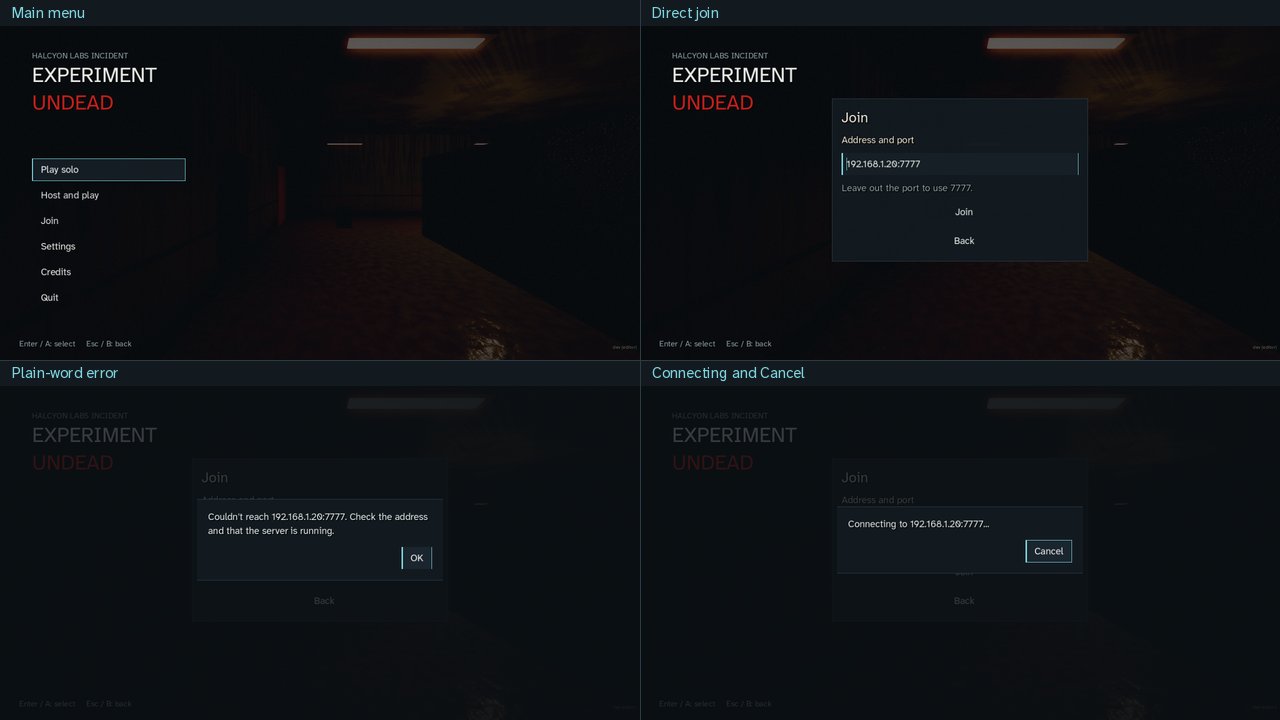 Main menu
HALCYON LABS INCIDENT
EXPERIMENT
UNDEAD
Play solo
Host and play
Join
Settings
Credits
Quit
Enter / A: select Esc / B: back
Direct join
HALCYON LABS INCIDENT
EXPERIMENT
UNDEAD
Join
Address and port
192.168.1.20:7777
Leave out the port to use 7777.
Join
Back
Enter / A: select Esc / B: back
Plain-word error
HALCYON LABS INCIDENT
EXPERIMENT
UNDEAD
Join
Address and port
Couldn't reach 192.168.1.20:7777. Check the address
and that the server is running.
OK
Back
Enter / A: select Esc / B: back
Connecting and Cancel
HALCYON LABS INCIDENT
EXPERIMENT
UNDEAD
Join
Address and port
Connecting to 192.168.1.20:7777...
Cancel
Join
Back
Enter / A: select Esc / B: back